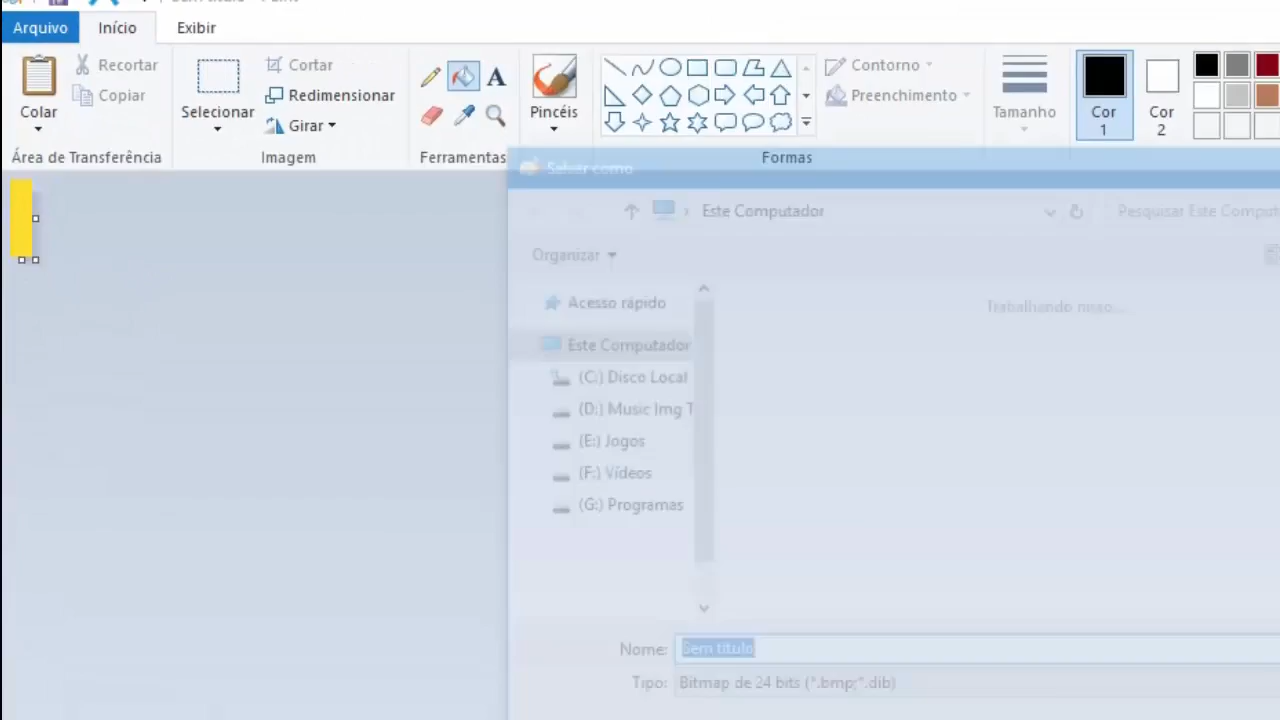 Arquivo
Início
Exibir
Colar
Recortar
Copiar
Área de Transferência
Selecionar
Cortar
Redimensionar
Girar
Imagem
A
Ferramentas
Pincéis
Formas
Contorno
Preenchimento
Tamanho
Cor
1
Cor
2
Salvar como
Este Computador
Pesquisar Este Comput
Organizar
Acesso rápido
Este Computador
(C:) Disco Local
(D:) Music Img T
(E:) Jogos
(F:) Vídeos
(G:) Programas
Trabalhando nisso...
Nome: Sem título
Tipo: Bitmap de 24 bits (*.bmp;*.dib)